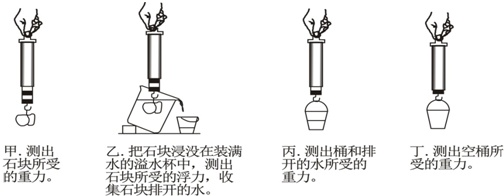 甲.测出
石块所受
的重力。
乙.把石块浸没在装满
水的溢水杯中，测出
石块所受的浮力，收
集石块排开的水。
丙.测出桶和排
开的水所受的
重力。
丁.测出空桶所
受的重力。